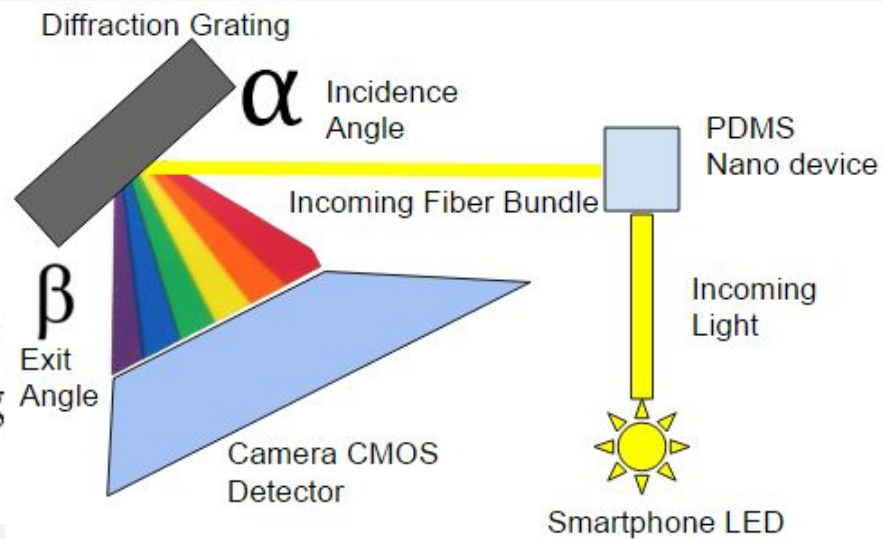 Diffraction Grating
α
Incidence
Angle
PDMS
Nano device
Incoming Fiber Bundle
β
Exit
Angle
Incoming
Light
Camera CMOS
Detector
Smartphone LED